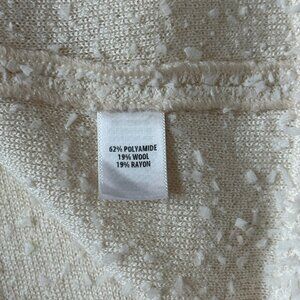 62% POLYAMIDE
19% WOOL
19% RAYON